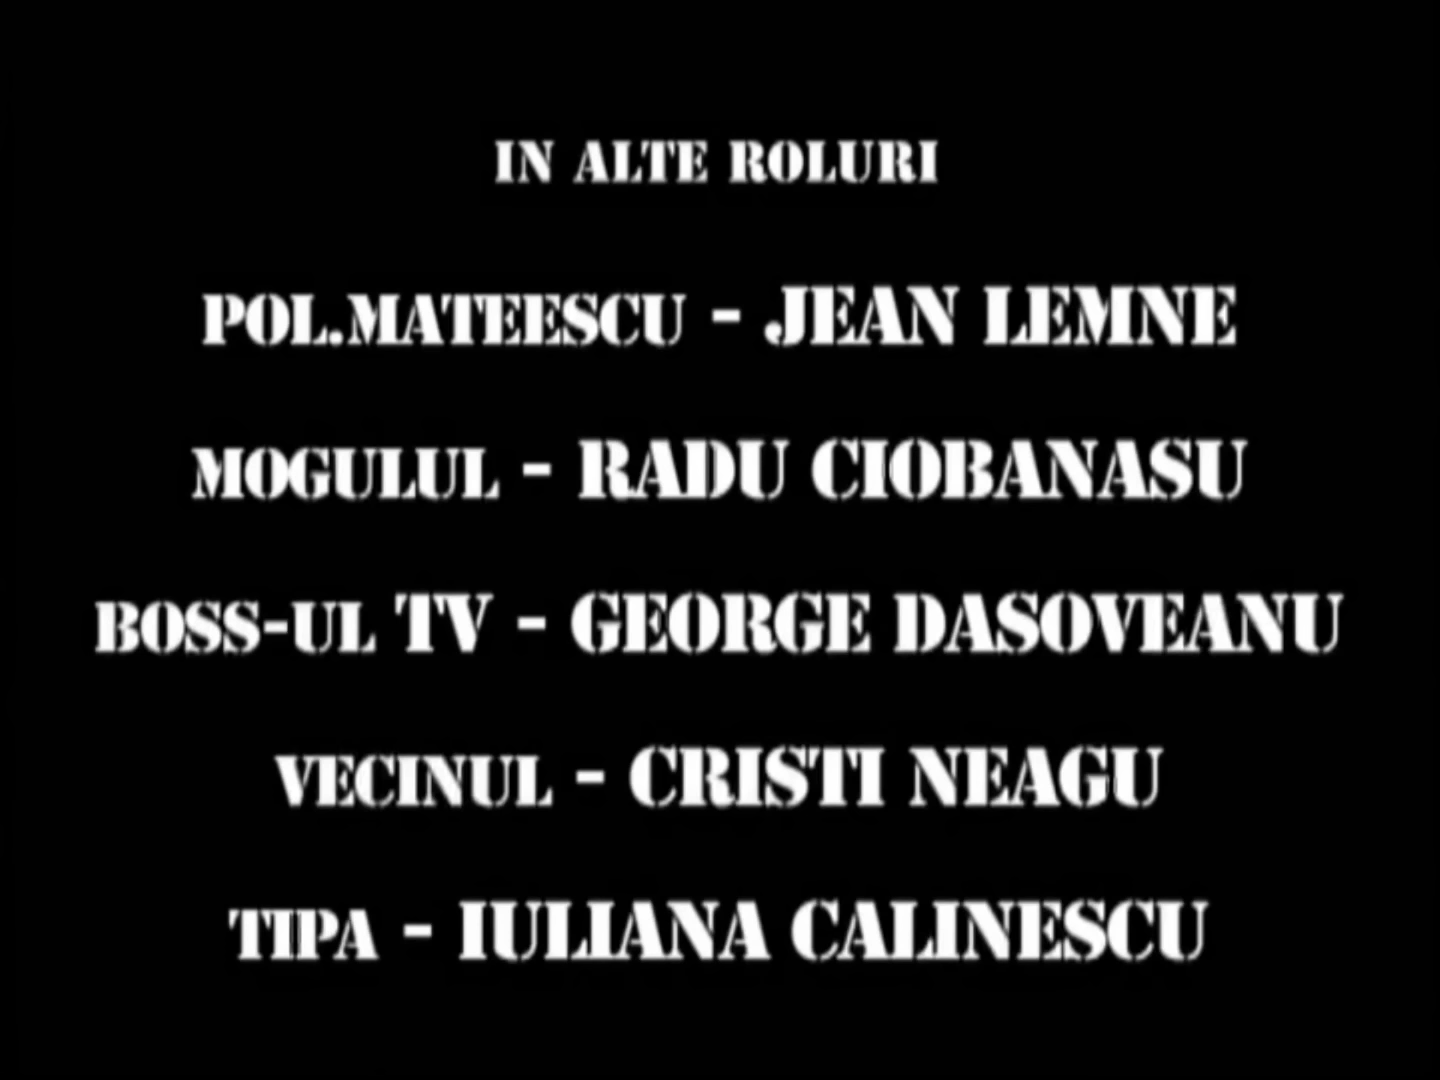 IN ALTE ROLURI
POL.MATEESCU - JEAN LEMNE
MOGULUL - RADU CIOBANASU
BOSS-UL TV - GEORGE DASOVEANU
VECINUL - CRISTI NEAGU
TIPA - IULIANA CALINESCU